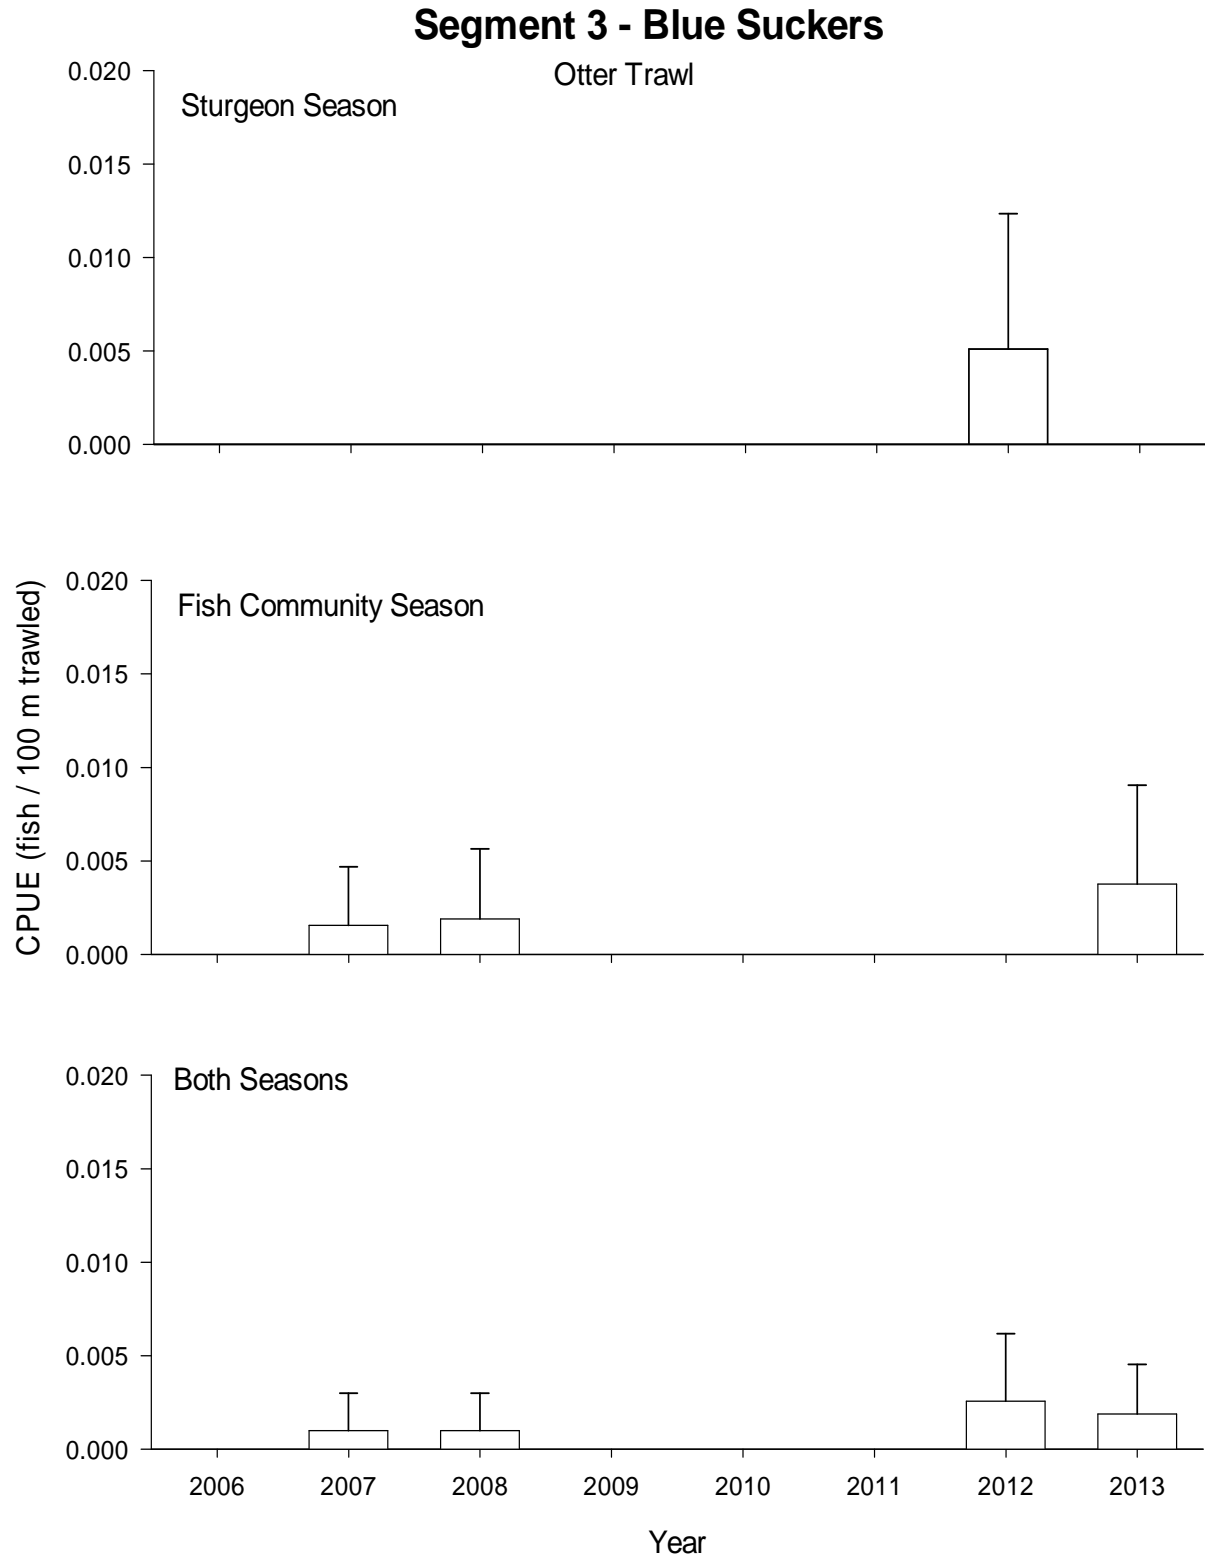 Segment 3 - Blue Suckers
Otter Trawl
Sturgeon Season
0.020
0.015
0.010
0.005
0.000
CPUE (fish / 100 m trawled)
Fish Community Season
0.020
0.015
0.010
0.005
0.000
Both Seasons
0.020
0.015
0.010
0.005
0.000
2006 2007 2008 2009 2010 2011 2012 2013
Year